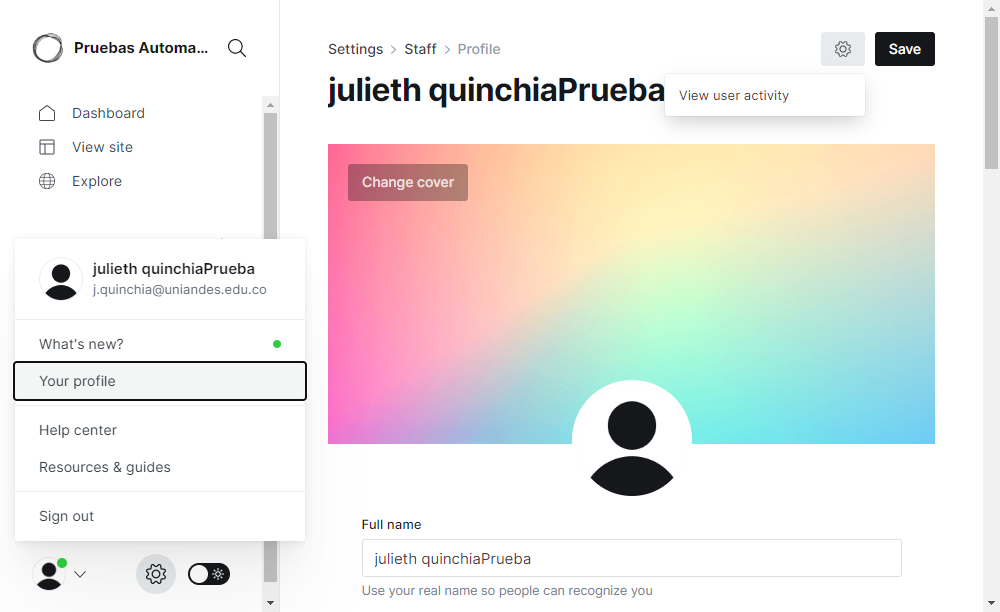 Pruebas Automa...
Dashboard
View site
Explore
julieth quinchiaPrueba
j.quinchia@uniandes.edu.co
What's new?
Your profile
Help center
Resources & guides
Sign out
Settings > Staff > Profile
Save
julieth quinchiaPrueba
View user activity
Change cover
Full name
julieth quinchiaPrueba
Use your real name so people can recognize you